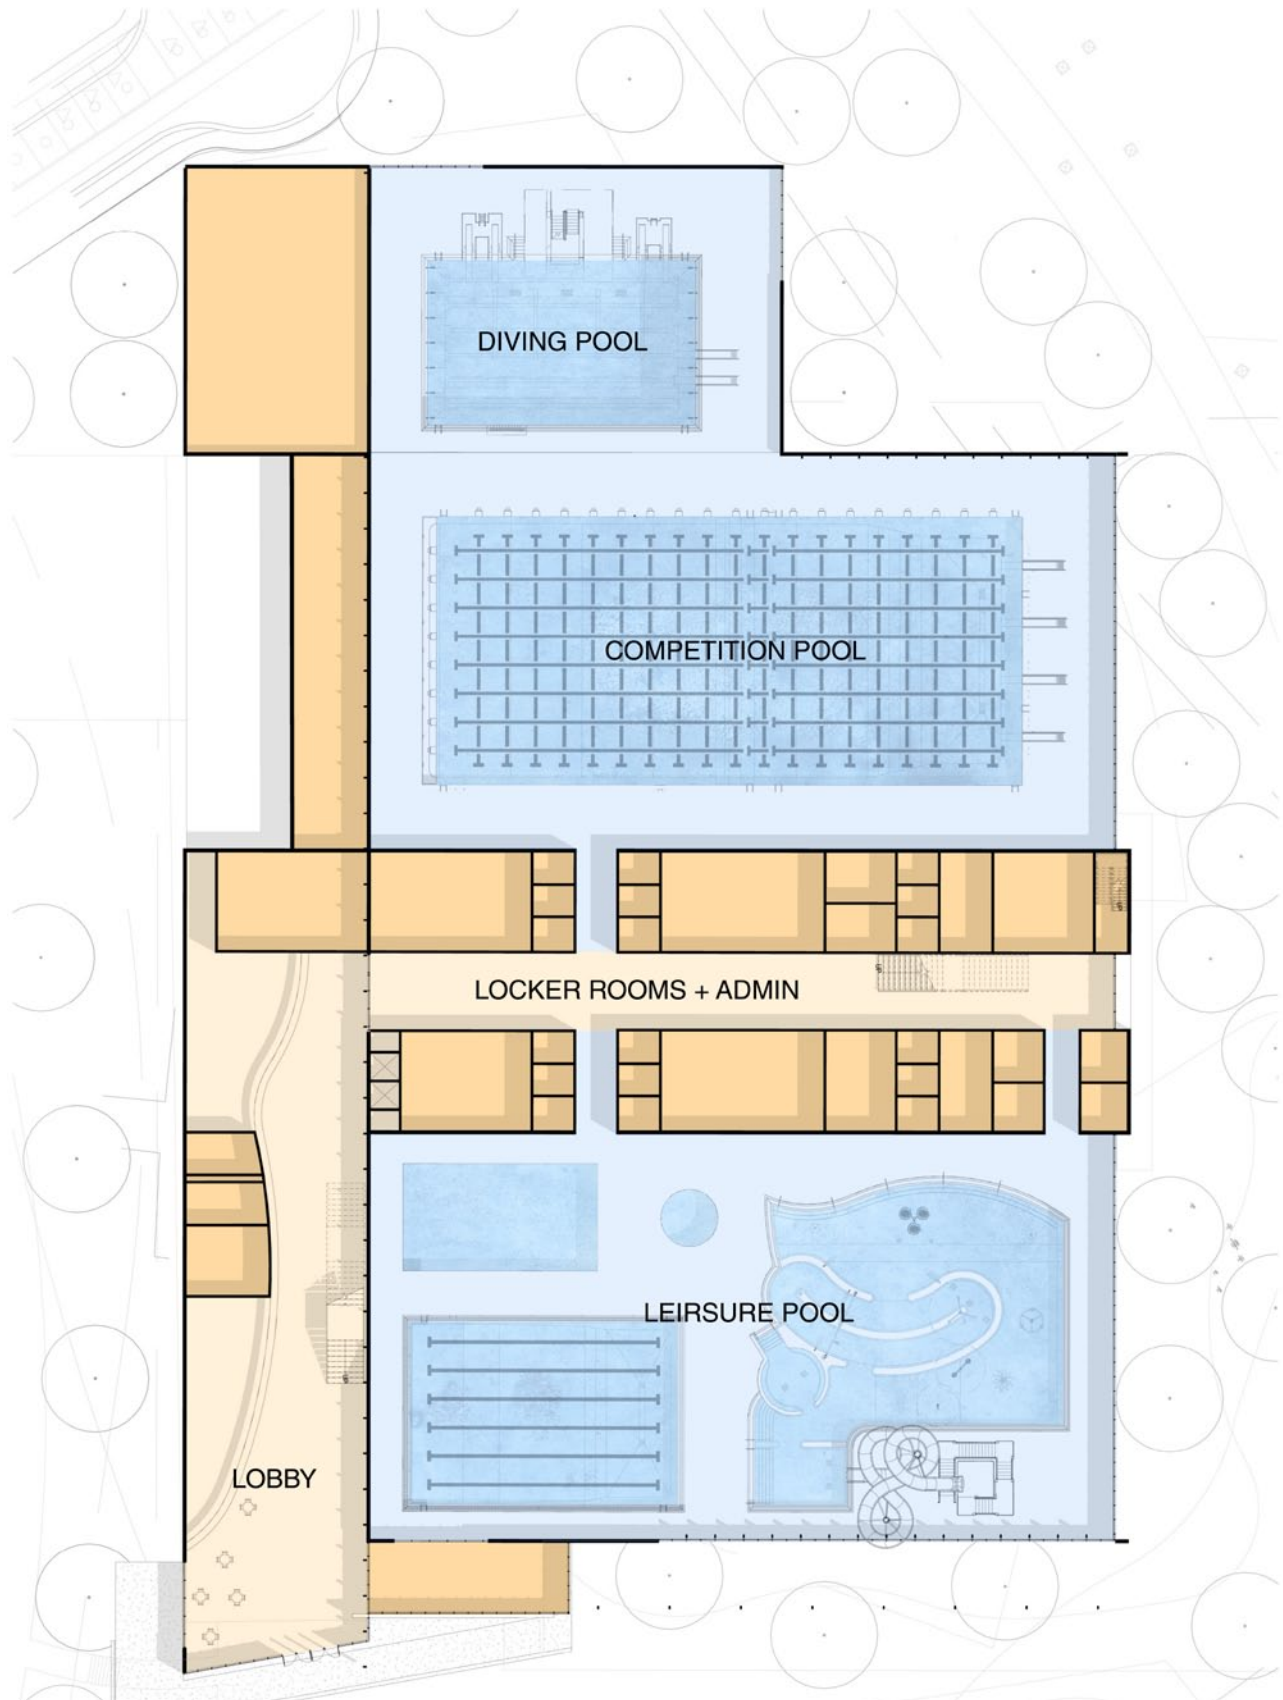 DIVING POOL
COMPETITION POOL
LOCKER ROOMS + ADMIN
LEIRSURE POOL
LOBBY